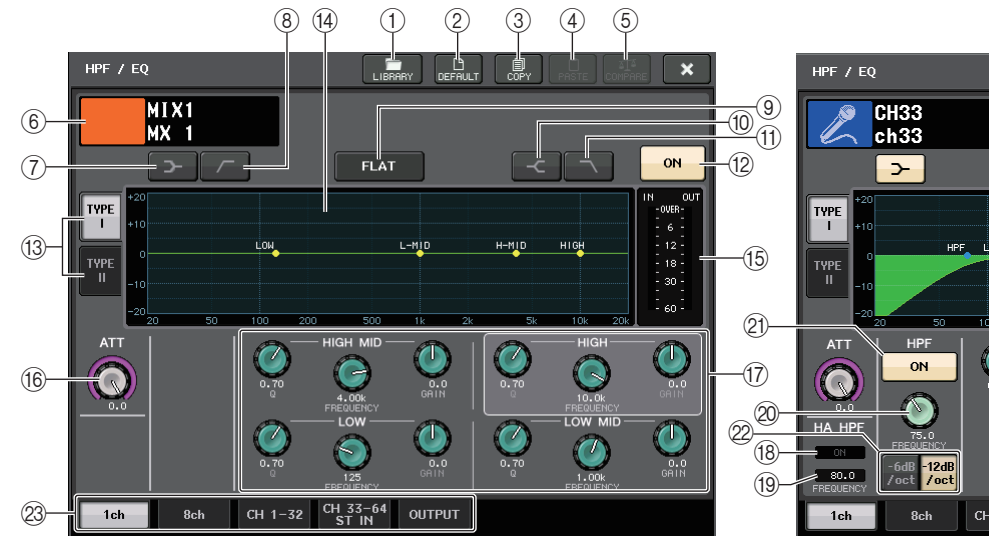 ⑧ ⑭ ① ② ③ ④ ⑤
HPF / EQ
LIBRARY DEFAULT COPY PASTE COMPARE ×
HPF / EQ
⑥
MIX1
MX 1
CH33
ch33
⑦
FLAT
ON
⑨
⑩
⑪
⑫
⑬
TYPE
I
TYPE
II
+20
+10
0
-10
-20
LOW L-MID H-MID HIGH
20 50 100 200 500 1k 2k 5k 10k 20k
IN OUT
-OVER-
6
12
18
30
60
⑮
TYPE
I
TYPE
II
+20
+10
0
-10
-20
HPF L
20 50 10
⑯
ATT
0.0
HIGH MID
0.70
Q
4.00k
FREQUENCY
0.0
GAIN
HIGH
0.70
Q
10.0k
FREQUENCY
0.0
GAIN
⑰
LOW
0.70
Q
125
FREQUENCY
0.0
GAIN
LOW MID
0.70
Q
1.00k
FREQUENCY
0.0
GAIN
㉑
ATT
0.0
HPF
ON
⑳
75.0
FREQUENCY
㉒
HA HPF
⑱
ON
⑲
80.0
FREQUENCY
-6dB
/oct
-12dB
/oct
㉓
1ch 8ch CH 1-32 CH 33-64
ST IN OUTPUT
1ch 8ch CH